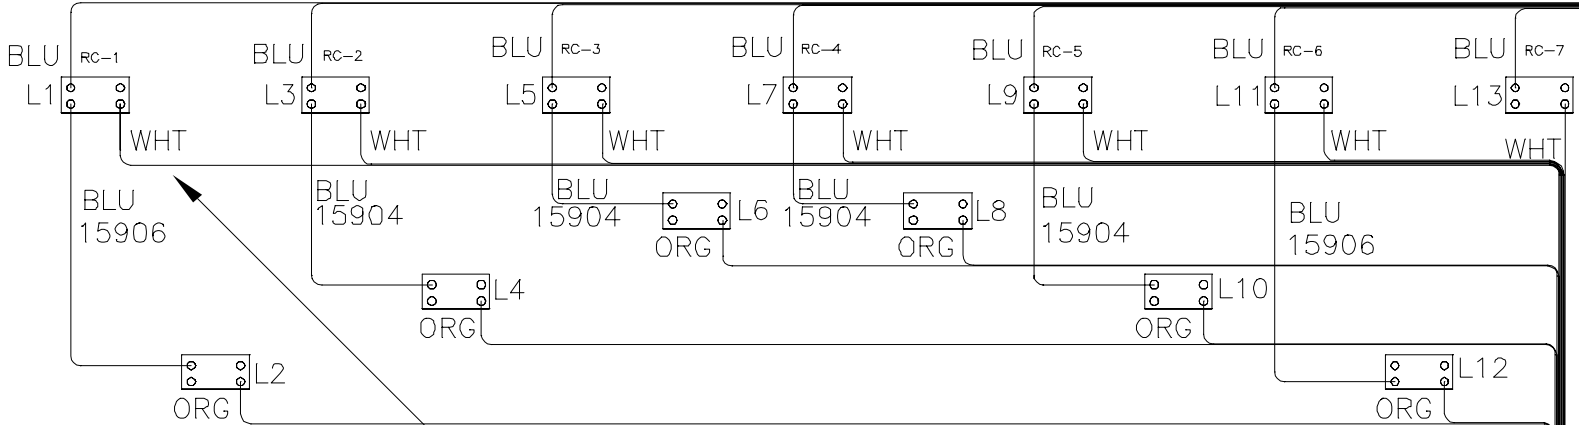 BLU RC-1 BLU RC-2 BLU RC-3 BLU RC-4 BLU RC-5 BLU RC-6 BLU RC-7
L1 L3 L5 L7 L9 L11 L13
WHT WHT WHT WHT WHT WHT WHT
BLU BLU BLU BLU BLU BLU
15906 15904 15904 15904 15904 15906
L6 L8
ORG ORG
L4 L10
ORG ORG
L2 L12
ORG ORG